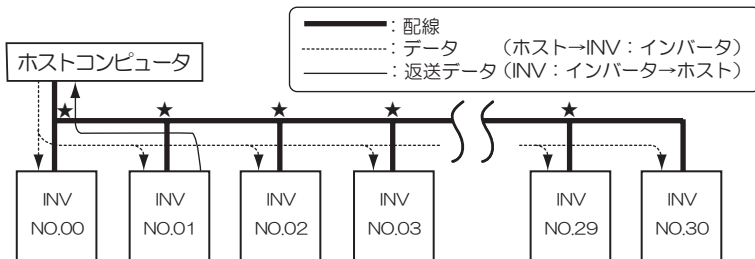 ：配線
：データ　（ホスト→INV：インバータ）
：返送データ（INV：インバータ→ホスト）
ホストコンピュータ
★ ★ ★ ★ ★
INV NO.00
INV NO.01
INV NO.02
INV NO.03
INV NO.29
INV NO.30